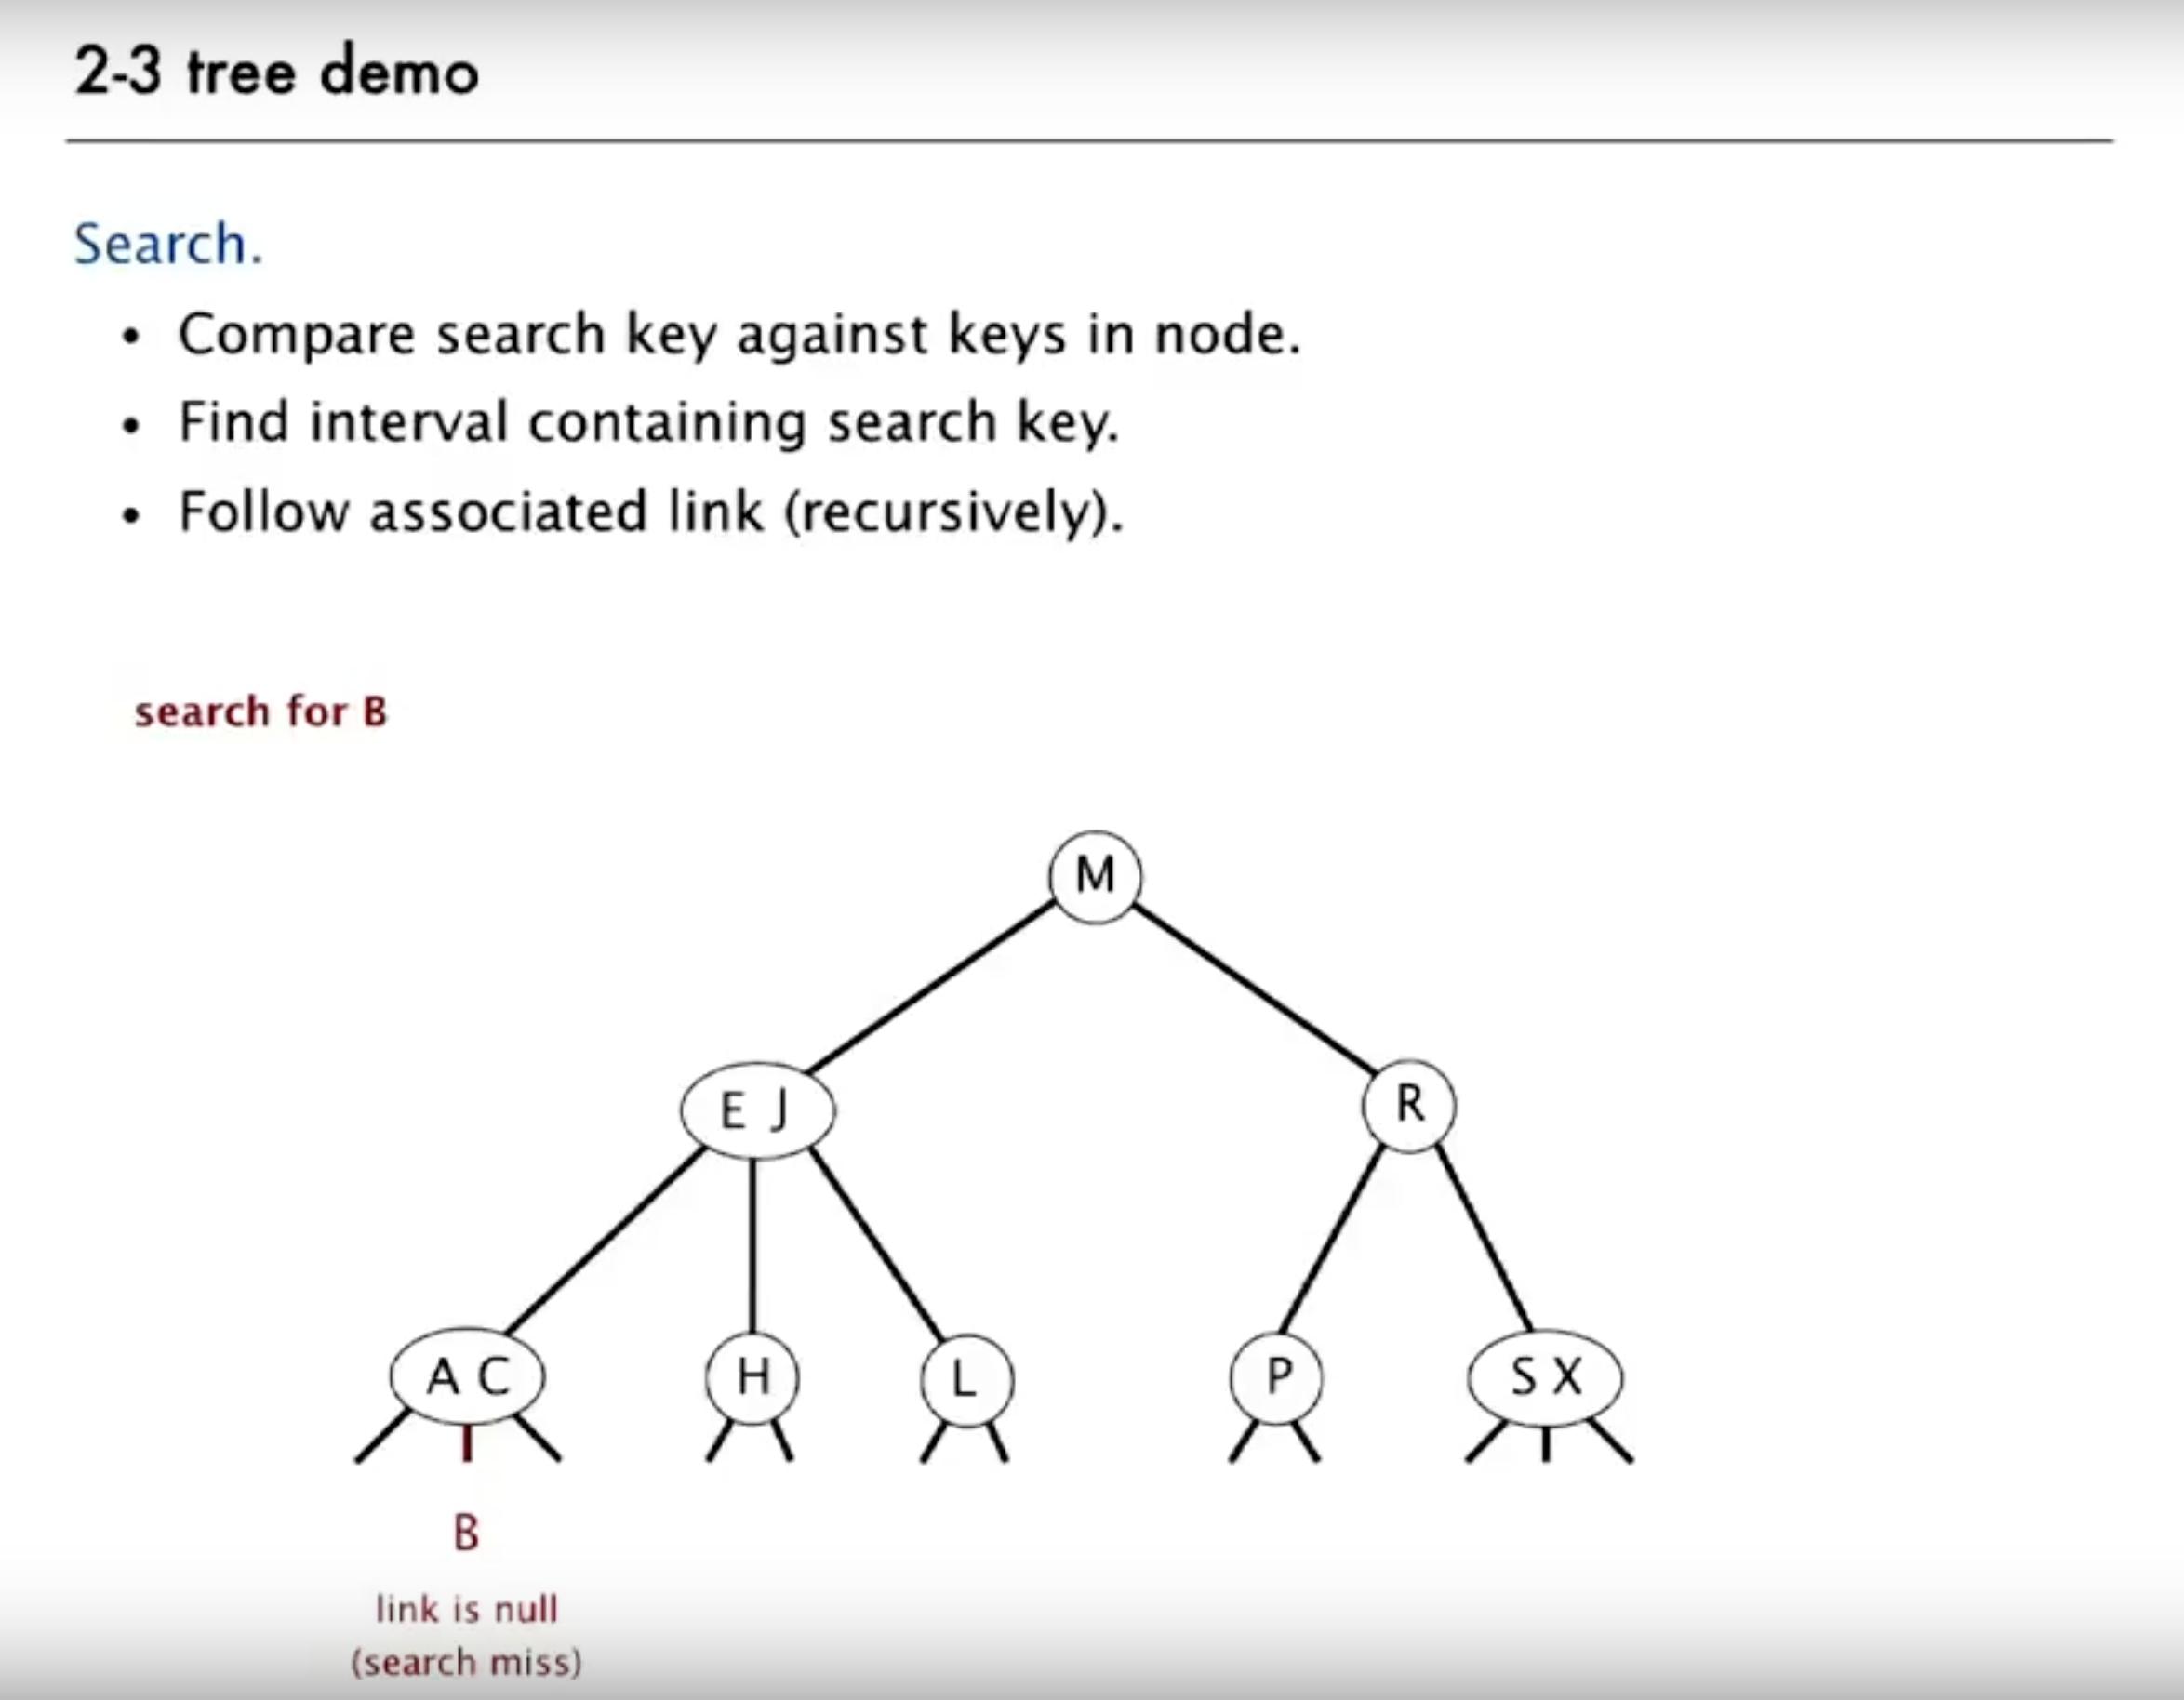 2-3 tree demo
Search.
• Compare search key against keys in node.
• Find interval containing search key.
• Follow associated link (recursively).
search for B
M
E J
R
A C
H
L
P
S X
B
link is null
(search miss)